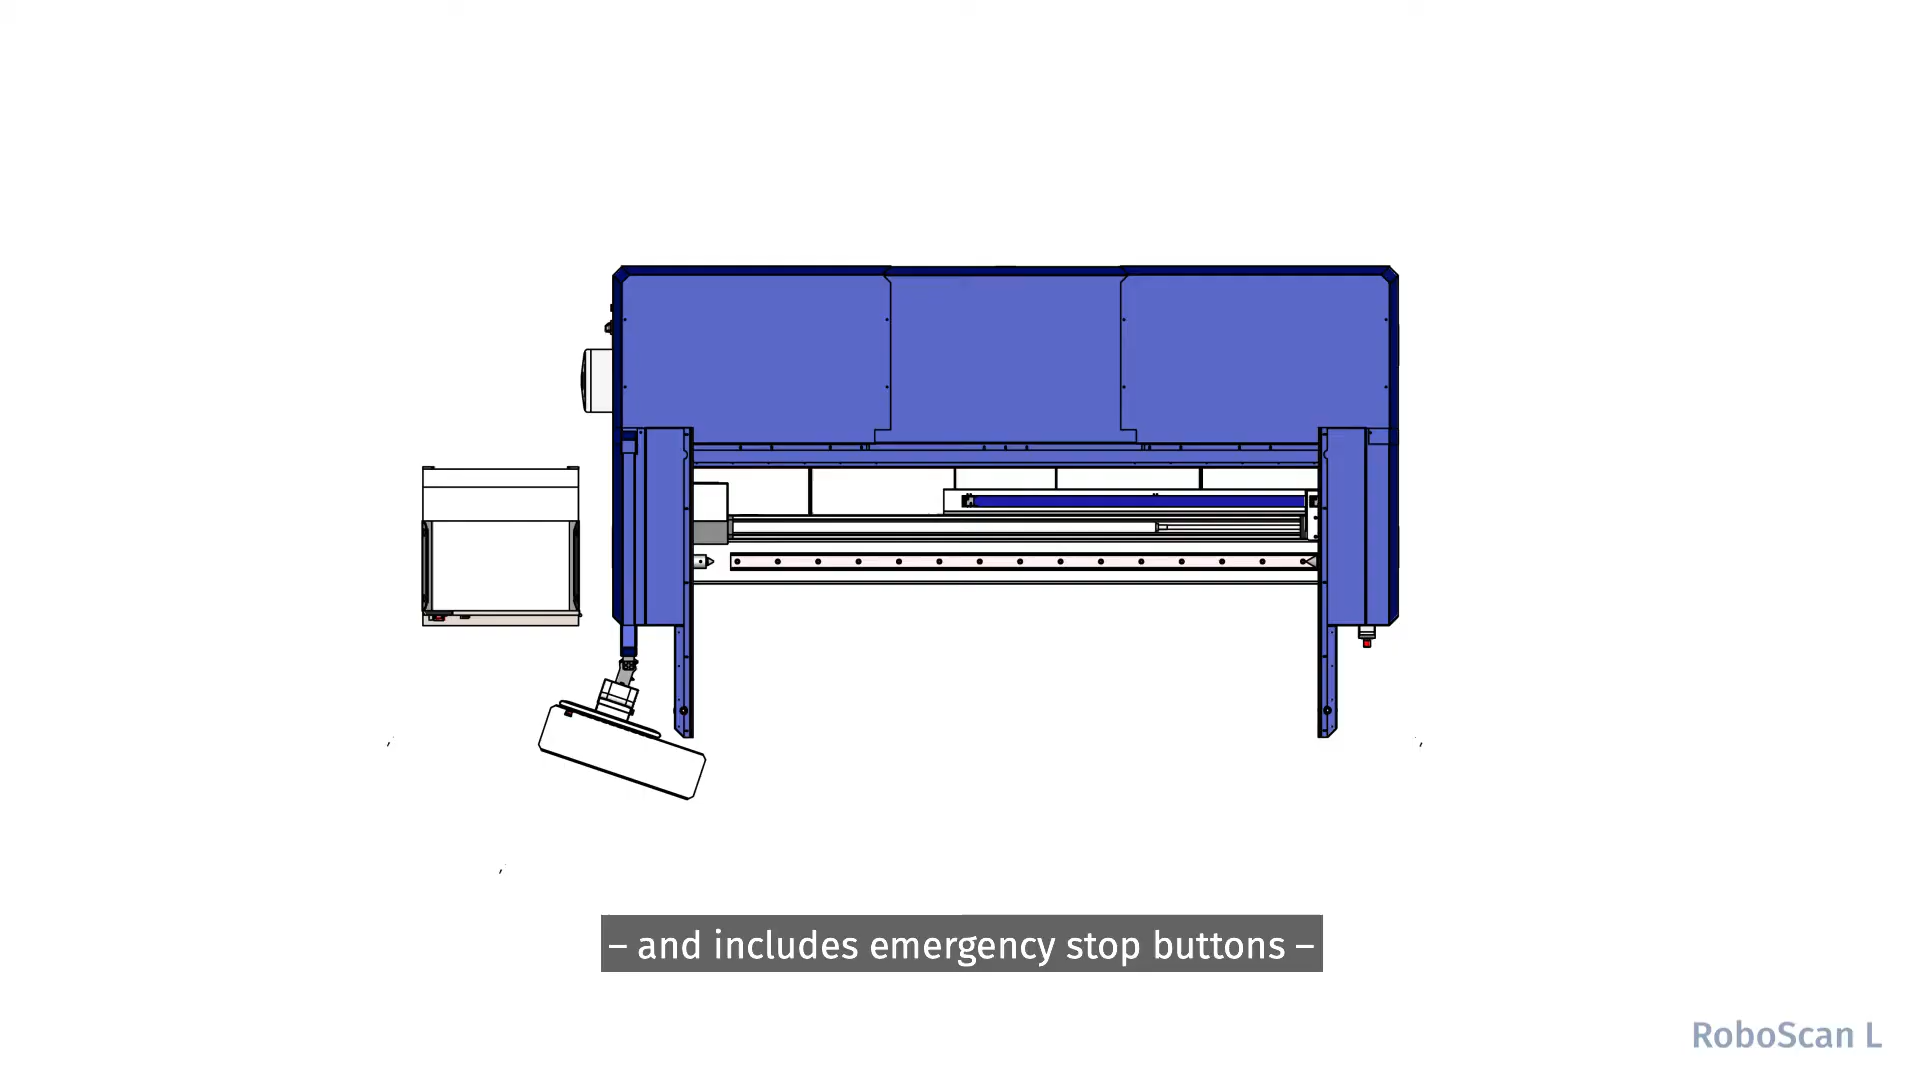 – and includes emergency stop buttons –
RoboScan L